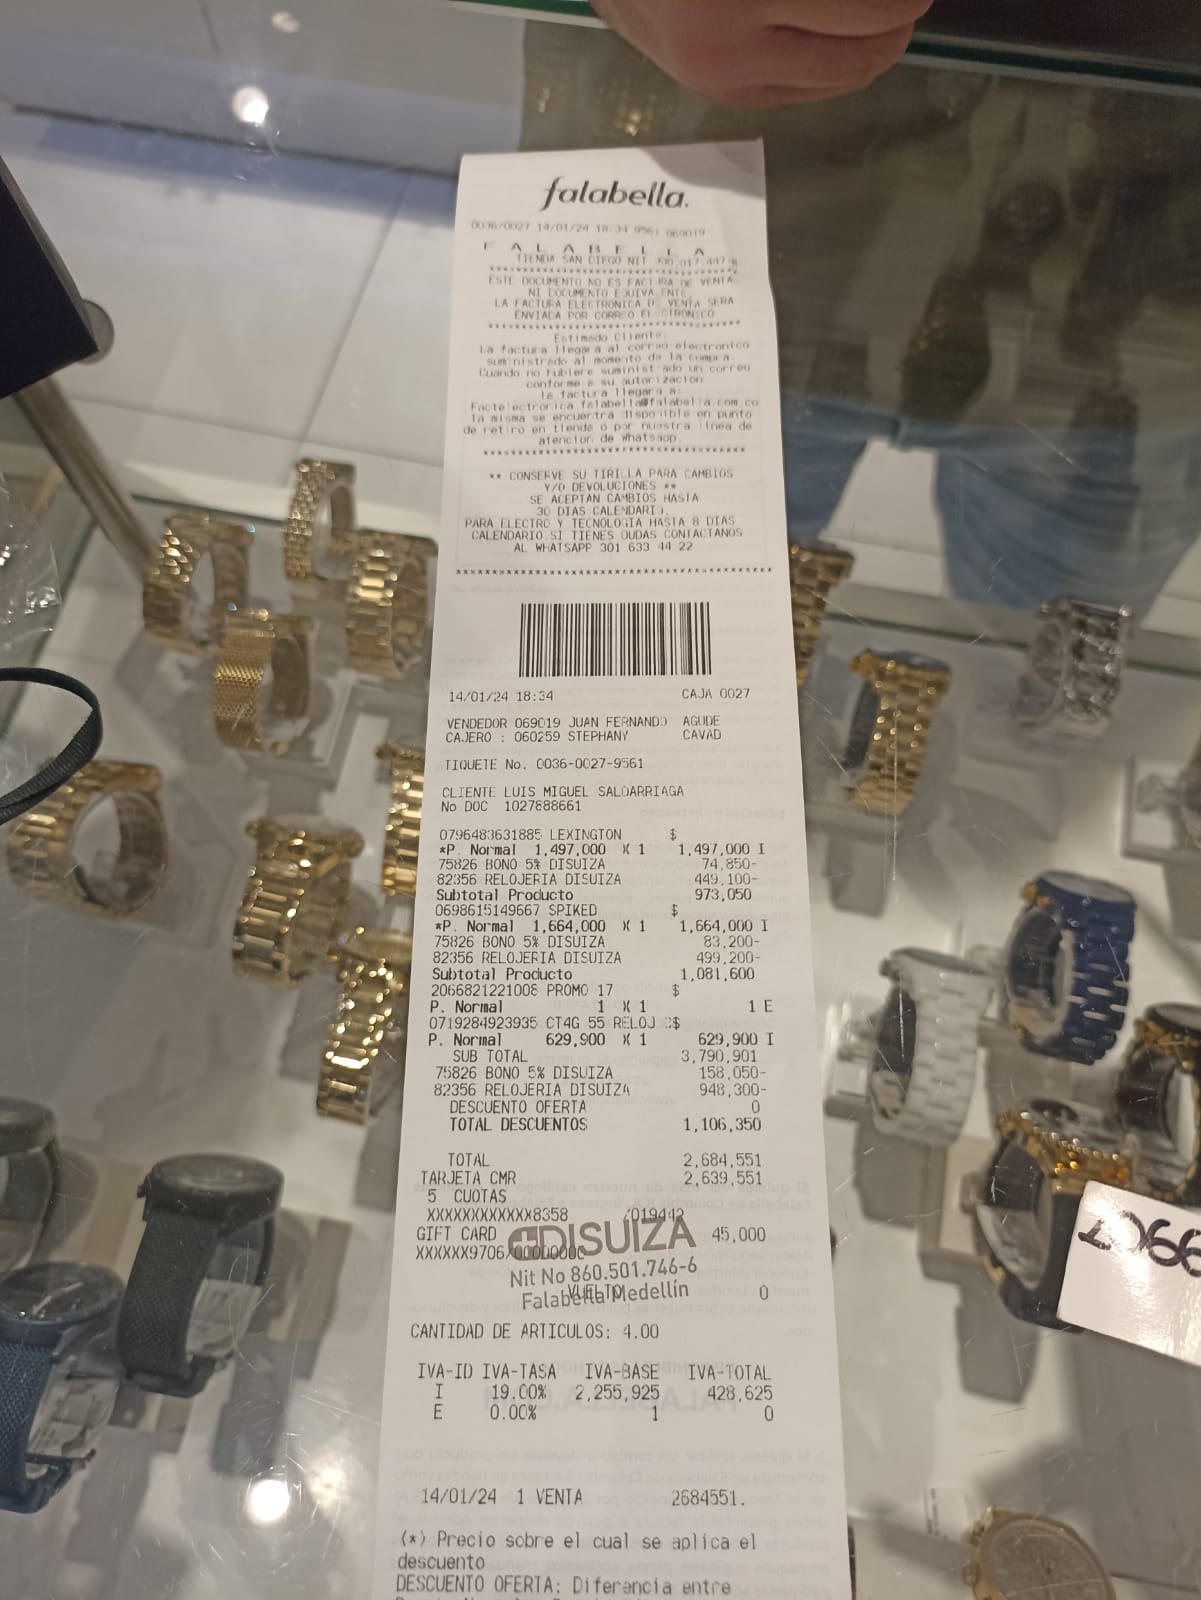 falabella.
0036/0027 14/01/24 18:34 9561 069019
F A L A B E L L A
TIENDA SAN DIEGO NIT 900.017.447-8
ESTE DOCUMENTO NO ES FACTURA DE VENTA
NI DOCUMENTO EQUIVALENTE
LA FACTURA ELECTRONICA DE VENTA SERA
ENVIADA POR CORREO ELECTRONICO
Estimado Cliente:
La factura llegara al correo electronico
suministrado al momento de la compra.
Cuando no hubiere suministrado un correo
conforme a su autorizacion
la factura llegara a:
Factelectronica falabella@falabella.com.co
la misma se encuentra disponible en punto
de retiro en tienda o por nuestra linea de
atencion de Whatsapp.
** CONSERVE SU TIRILLA PARA CAMBIOS
Y/O DEVOLUCIONES **
SE ACEPTAN CAMBIOS HASTA
30 DIAS CALENDARIO.
PARA ELECTRO Y TECNOLOGIA HASTA 8 DIAS
CALENDARIO.SI TIENES DUDAS CONTACTANOS
AL WHATSAPP 301 633 44 22
14/01/24 18:34 CAJA 0027
VENDEDOR 069019 JUAN FERNANDO AGUDE
CAJERO : 060259 STEPHANY CAVAD
TIQUETE No. 0036-0027-9561
CLIENTE LUIS MIGUEL SALDARRIAGA
No DOC 1027888661
0796483631885 LEXINGTON $
*P. Normal 1,497,000 X 1 1,497,000 I
75826 BONO 5% DISUIZA 74,850-
82356 RELOJERIA DISUIZA 449,100-
Subtotal Producto 973,050
0698615149667 SPIKED $
*P. Normal 1,664,000 X 1 1,664,000 I
75826 BONO 5% DISUIZA 83,200-
82356 RELOJERIA DISUIZA 499,200-
Subtotal Producto 1,081,600
2066821221008 PROMO 17 $
P. Normal 1 X 1 1 E
0719284923935 CT4G 55 RELOJ $
P. Normal 629,900 X 1 629,900 I
SUB TOTAL 3,790,901
75826 BONO 5% DISUIZA 158,050-
82356 RELOJERIA DISUIZA 948,300-
DESCUENTO OFERTA 0
TOTAL DESCUENTOS 1,106,350
TOTAL 2,684,551
TARJETA CMR 2,639,551
5 CUOTAS
XXXXXXXXXXXX8358 /019442
GIFT CARD 45,000
XXXXXX9706/00000000
DISUIZA
Nit No 860.501.746-6
Falabella Medellín
VUELTO 0
CANTIDAD DE ARTICULOS: 4.00
IVA-ID IVA-TASA IVA-BASE IVA-TOTAL
I 19.00% 2,255,925 428,625
E 0.00% 1 0
14/01/24 1 VENTA 2684551.
(*) Precio sobre el cual se aplica el
descuento
DESCUENTO OFERTA: Diferencia entre